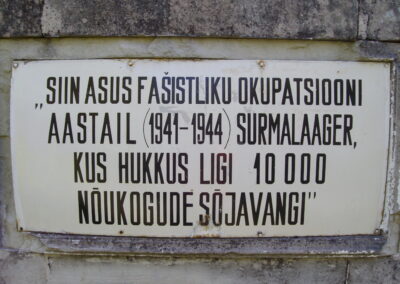 „SIIN ASUS FAŠISTLIKU OKUPATSIOONI
AASTAIL (1941–1944) SURMALAAGER,
KUS HUKKUS LIGI 10 000
NÕUKOGUDE SÕJAVANGI"